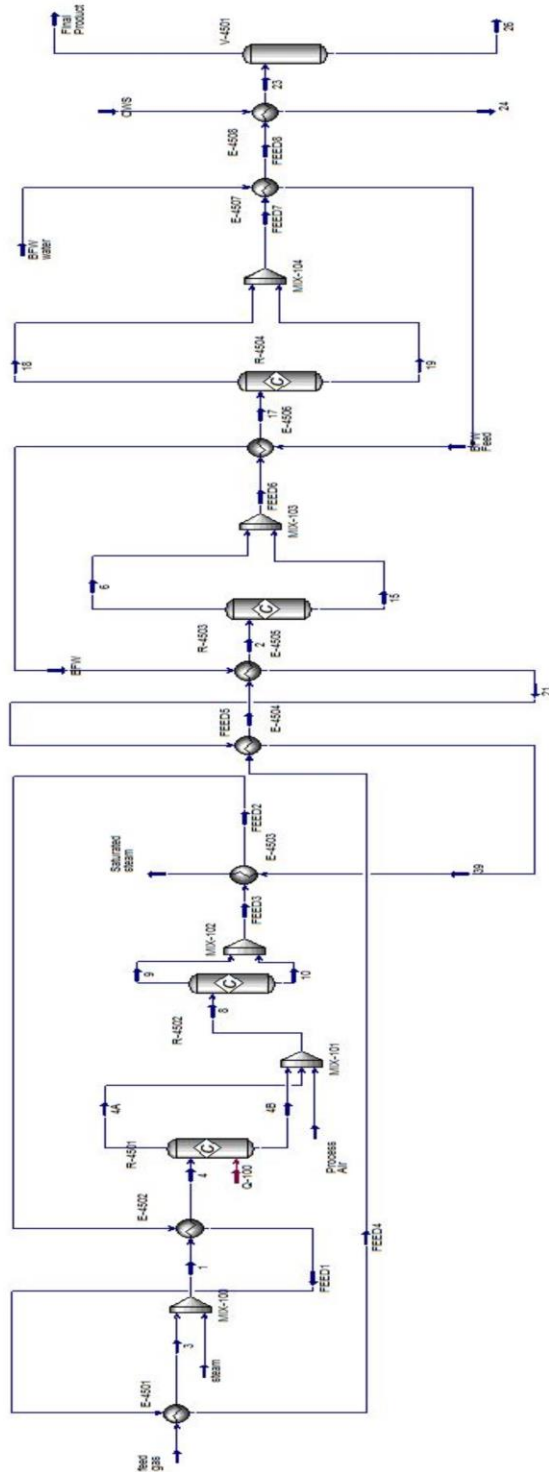 feed
gas
E-4501
3
steam
MIX-100
1
FEED1
E-4502
4
Q-100
R-4501
4A
4B
Process
Air
MIX-101
FEED4
R-4502
8
9
10
MIX-102
FEED3
E-4503
FEED2
Saturated
steam
39
FEED5
E-4504
21
BFW
E-4505
2
R-4503
6
15
MIX-103
FEED6
BFW
Feed
E-4506
17
R-4504
18
19
MIX-104
FEED7
BFW
water
E-4507
FEED8
E-4508
CWS
24
23
V-4501
Final
Product
26